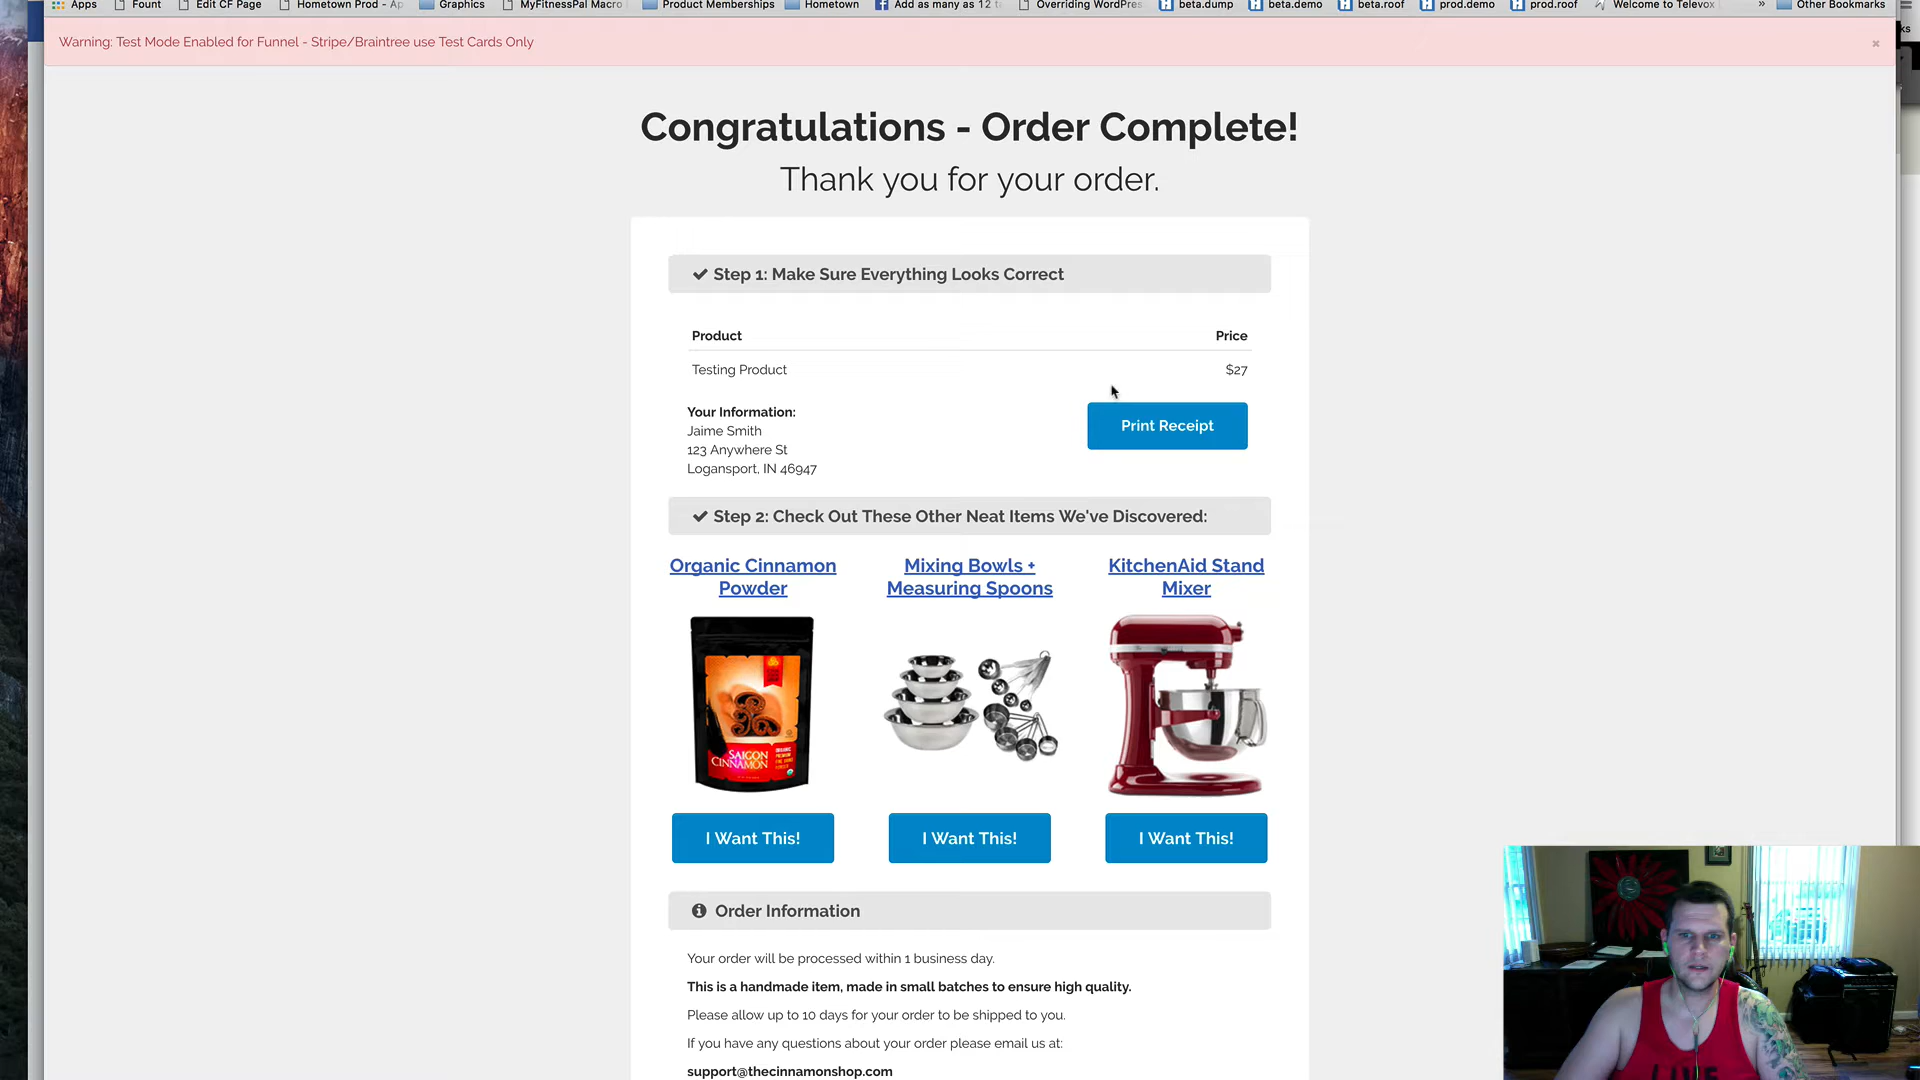 Apps Fount Edit CF Page Hometown Prod - Ap Graphics MyFitnessPal Macro Product Memberships Hometown Add as many as 12 t Overriding WordPres beta.dump beta.demo beta.roof prod.demo prod.roof Welcome to Televox » Other Bookmarks
Warning: Test Mode Enabled for Funnel - Stripe/Braintree use Test Cards Only ×
Congratulations - Order Complete!
Thank you for your order.
Step 1: Make Sure Everything Looks Correct
Product Price
Testing Product $27
Your Information:
Jaime Smith
123 Anywhere St
Logansport, IN 46947
Print Receipt
Step 2: Check Out These Other Neat Items We've Discovered:
Organic Cinnamon
Powder
Mixing Bowls +
Measuring Spoons
KitchenAid Stand
Mixer
SAIGON
CINNAMON
I Want This! I Want This! I Want This!
Order Information
Your order will be processed within 1 business day.
This is a handmade item, made in small batches to ensure high quality.
Please allow up to 10 days for your order to be shipped to you.
If you have any questions about your order please email us at:
support@thecinnamonshop.com